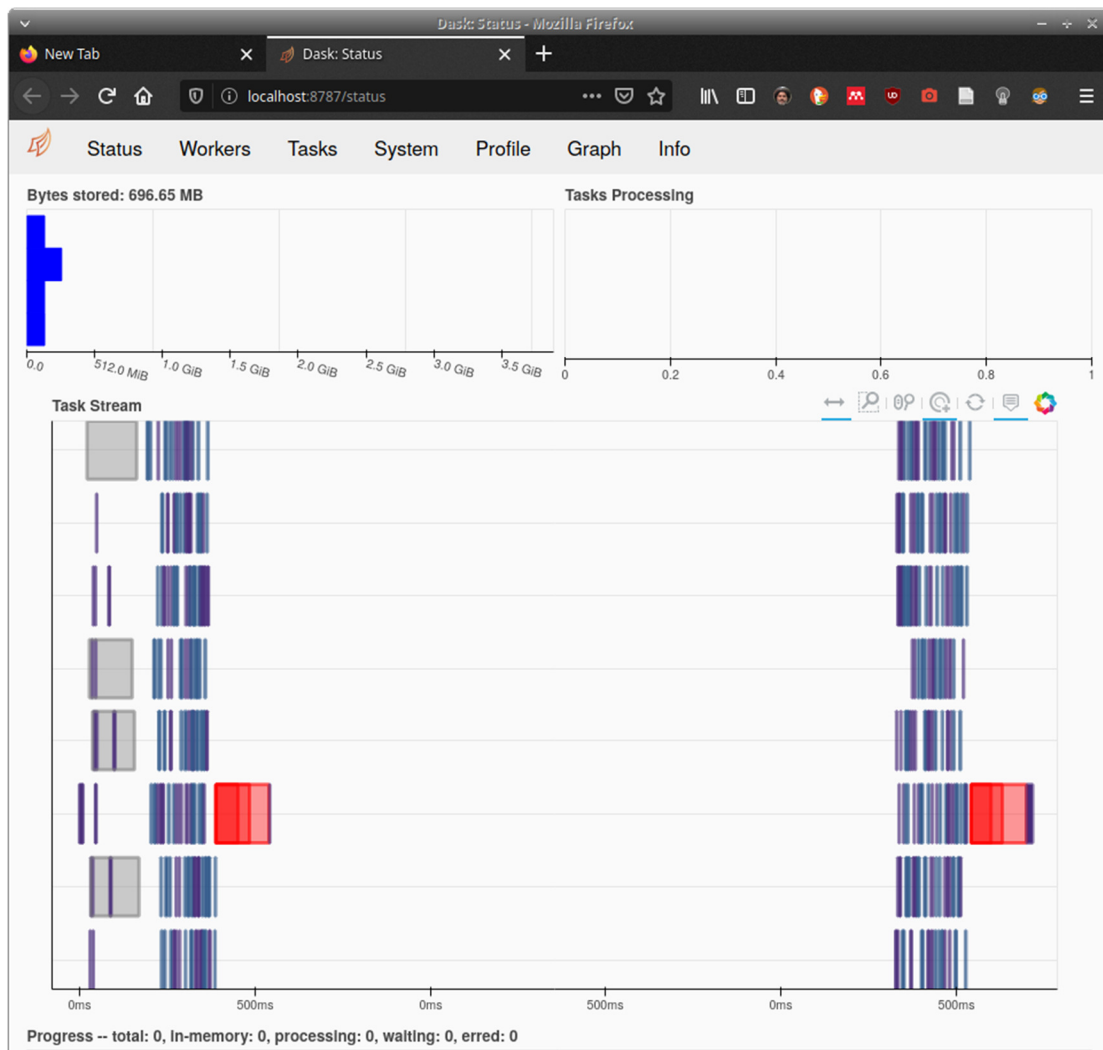 Dask: Status - Mozilla Firefox
New Tab
Dask: Status
localhost:8787/status
Status Workers Tasks System Profile Graph Info
Bytes stored: 696.65 MB
0.0 512.0 MiB 1.0 GiB 1.5 GiB 2.0 GiB 2.5 GiB 3.0 GiB 3.5 GiB
Tasks Processing
0 0.2 0.4 0.6 0.8 1
Task Stream
0ms 500ms 0ms 500ms 0ms 500ms
Progress -- total: 0, in-memory: 0, processing: 0, waiting: 0, erred: 0